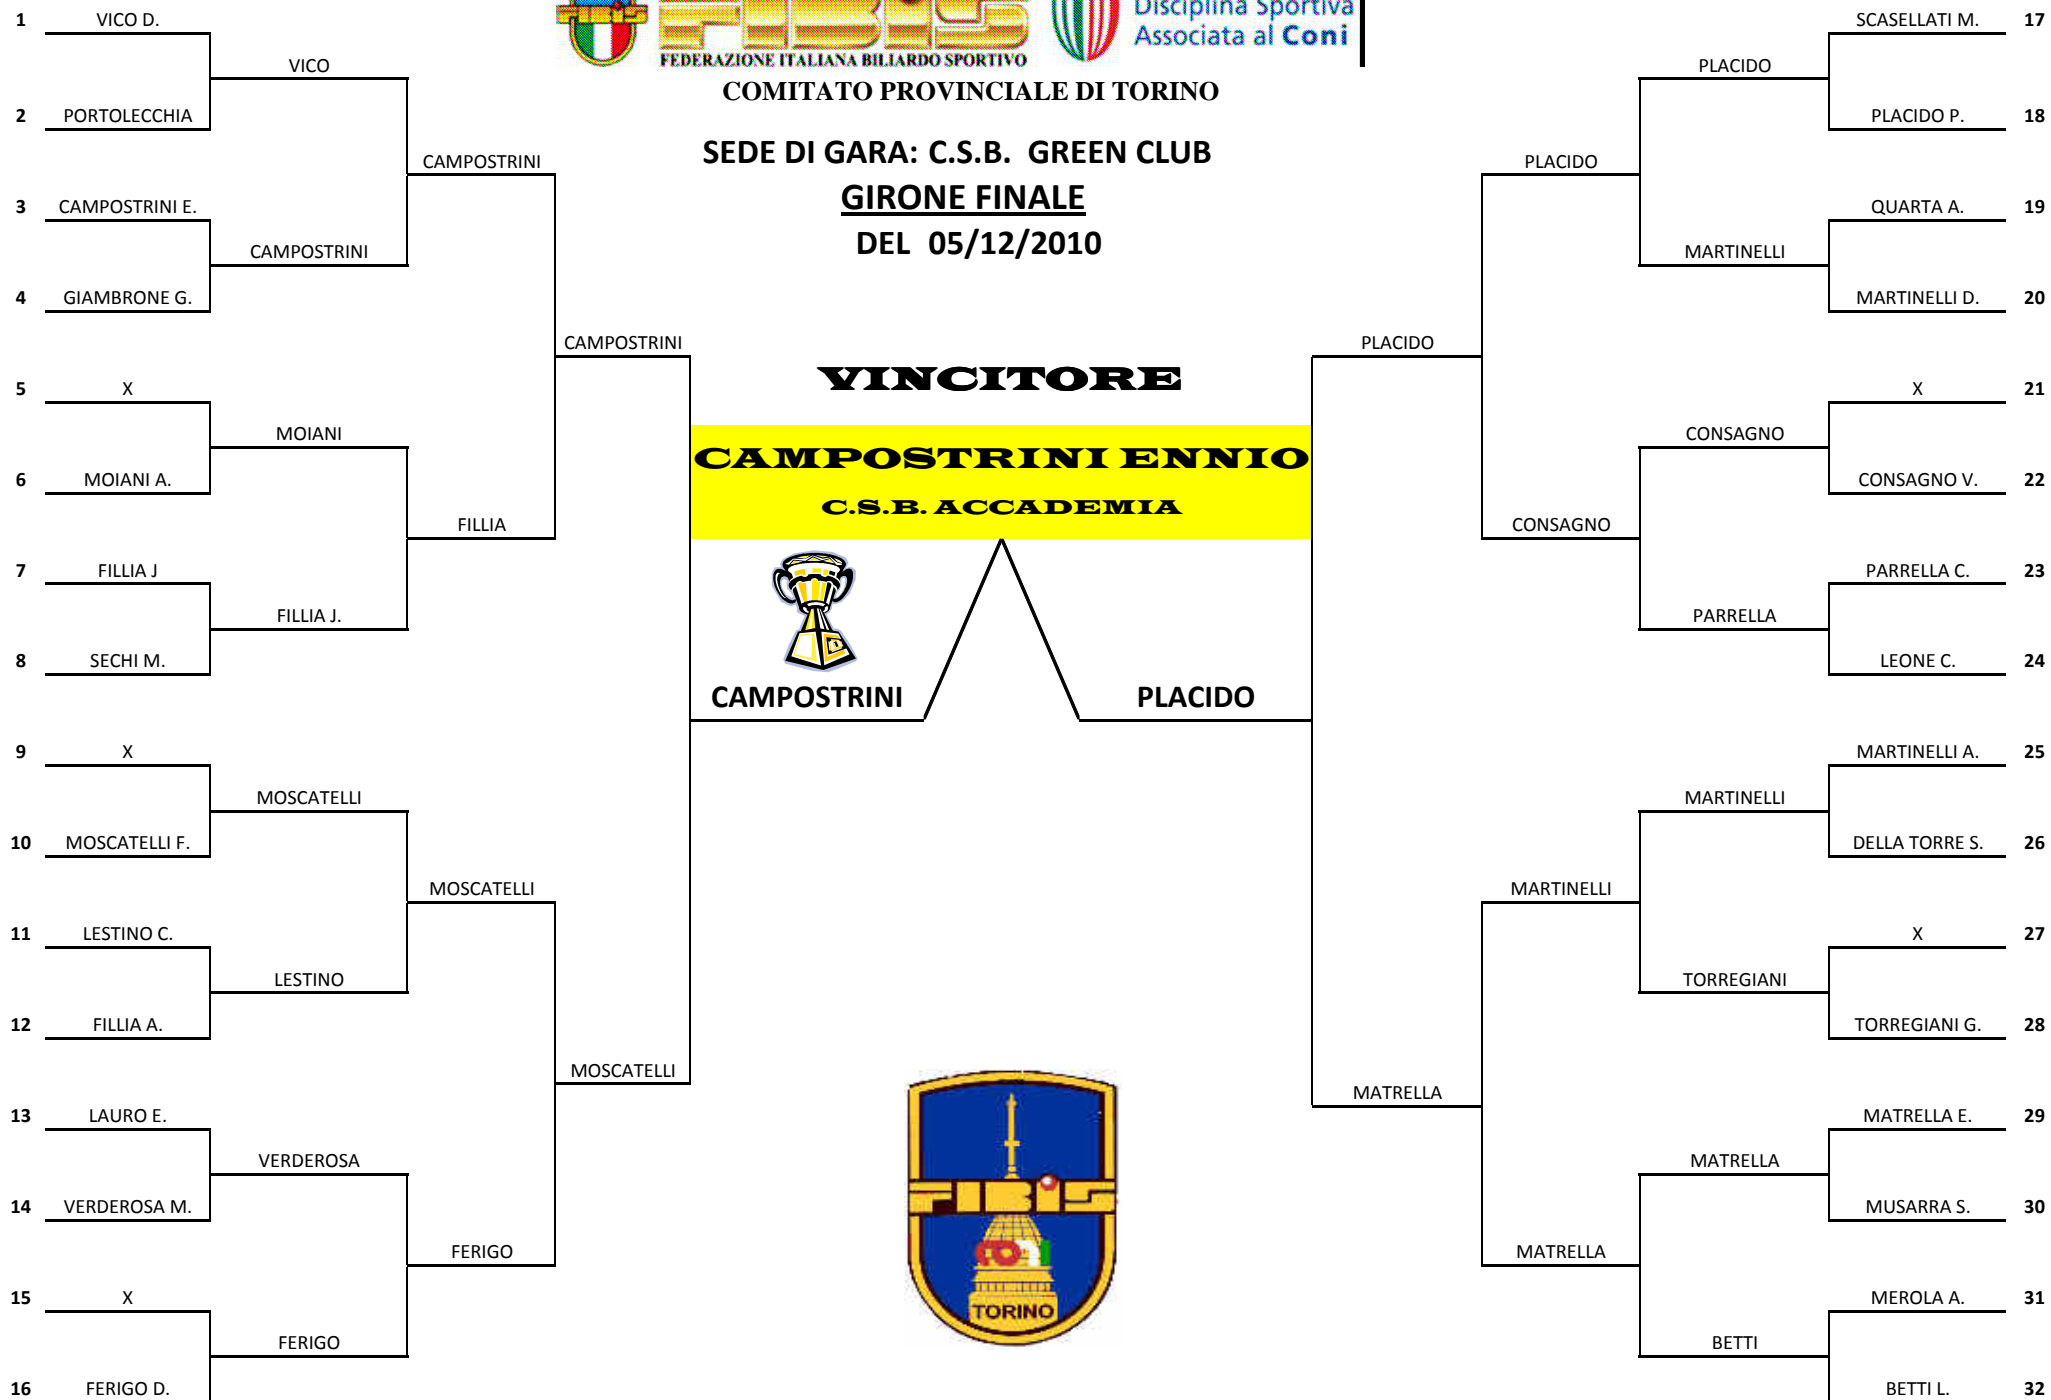 FIBIS
FEDERAZIONE ITALIANA BILIARDO SPORTIVO
Disciplina Sportiva
Associata al Coni
COMITATO PROVINCIALE DI TORINO
SEDE DI GARA: C.S.B. GREEN CLUB
GIRONE FINALE
DEL 05/12/2010
1 VICO D.
VICO
2 PORTOLECCHIA
CAMPOSTRINI
3 CAMPOSTRINI E.
CAMPOSTRINI
4 GIAMBRONE G.
CAMPOSTRINI
5 X
MOIANI
6 MOIANI A.
FILLIA
7 FILLIA J
FILLIA J.
8 SECHI M.
9 X
MOSCATELLI
10 MOSCATELLI F.
MOSCATELLI
11 LESTINO C.
LESTINO
12 FILLIA A.
MOSCATELLI
13 LAURO E.
VERDEROSA
14 VERDEROSA M.
FERIGO
15 X
FERIGO
16 FERIGO D.
VINCITORE
CAMPOSTRINI ENNIO
C.S.B. ACCADEMIA
CAMPOSTRINI
PLACIDO
FIBIS
CONI
TORINO
SCASELLATI M. 17
PLACIDO
PLACIDO P. 18
PLACIDO
QUARTA A. 19
MARTINELLI
MARTINELLI D. 20
PLACIDO
X 21
CONSAGNO
CONSAGNO V. 22
CONSAGNO
PARRELLA C. 23
PARRELLA
LEONE C. 24
MARTINELLI A. 25
MARTINELLI
DELLA TORRE S. 26
MARTINELLI
X 27
TORREGIANI
TORREGIANI G. 28
MATRELLA
MATRELLA E. 29
MATRELLA
MUSARRA S. 30
MATRELLA
MEROLA A. 31
BETTI
BETTI L. 32